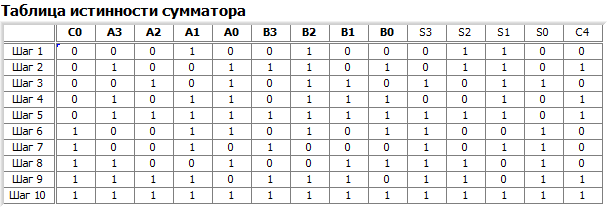 Таблица истинности сумматора
C0 A3 A2 A1 A0 B3 B2 B1 B0 S3 S2 S1 S0 C4
Шаг 1 0 0 0 1 0 0 1 0 0 0 1 1 0 0
Шаг 2 0 1 0 0 1 1 1 0 1 0 1 1 0 1
Шаг 3 0 0 1 0 1 0 1 1 0 1 0 1 1 0
Шаг 4 0 1 0 1 1 0 1 1 1 0 0 1 0 1
Шаг 5 0 1 0 1 1 1 1 1 1 1 0 1 0 1
Шаг 6 1 0 0 1 1 0 1 0 1 1 0 0 1 0
Шаг 7 1 0 0 1 0 1 0 0 0 1 0 1 1 0
Шаг 8 1 1 0 0 1 0 0 1 1 1 1 0 1 0
Шаг 9 1 1 1 1 0 1 1 1 0 1 1 0 1 1
Шаг 10 1 1 1 1 1 1 1 1 1 1 1 1 1 1